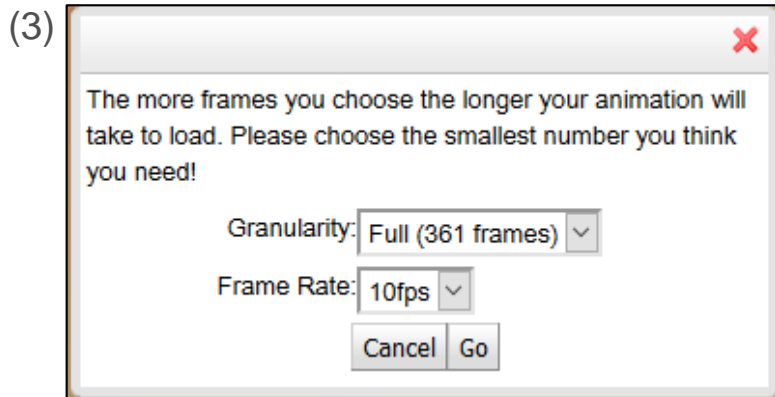 (3)
The more frames you choose the longer your animation will
take to load. Please choose the smallest number you think
you need!
Granularity: Full (361 frames)
Frame Rate: 10fps
Cancel Go